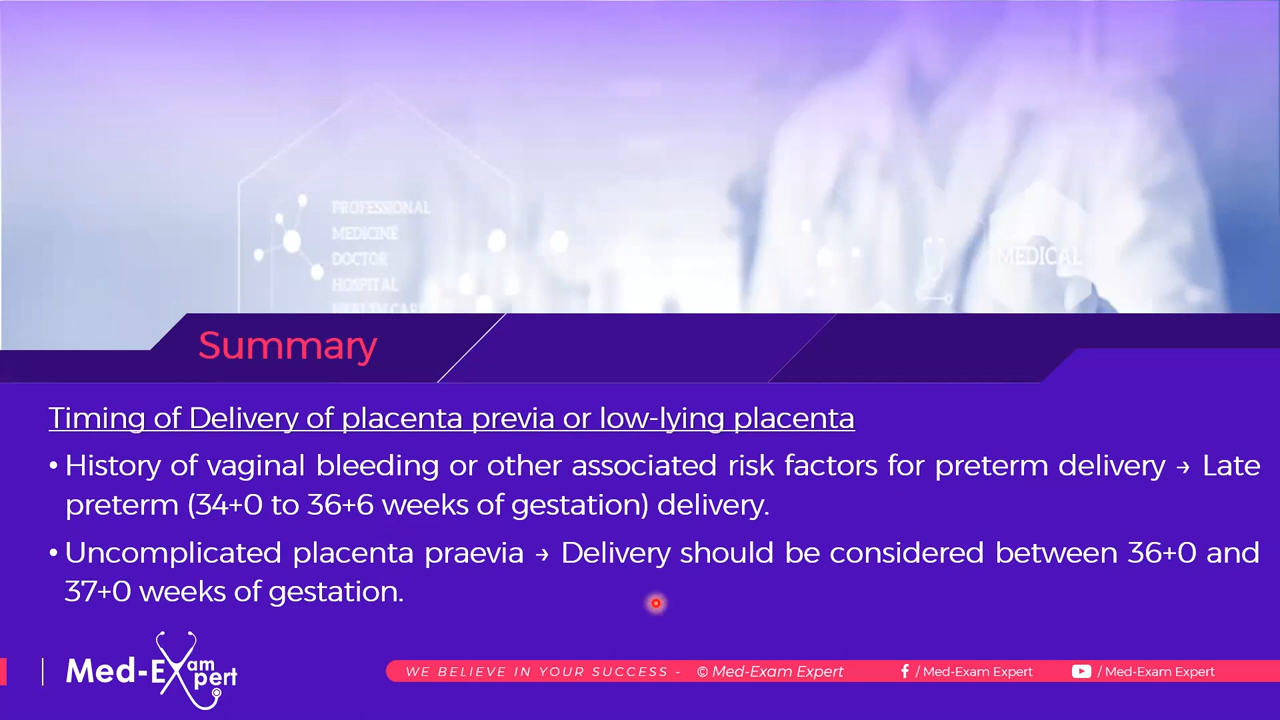 PROFESSIONAL
MEDICINE
DOCTOR
HOSPITAL
HEALTH CARE
MEDICAL
Summary
Timing of Delivery of placenta previa or low-lying placenta
• History of vaginal bleeding or other associated risk factors for preterm delivery → Late
preterm (34+0 to 36+6 weeks of gestation) delivery.
• Uncomplicated placenta praevia → Delivery should be considered between 36+0 and
37+0 weeks of gestation.
Med-Exam Expert
WE BELIEVE IN YOUR SUCCESS - © Med-Exam Expert / Med-Exam Expert / Med-Exam Expert